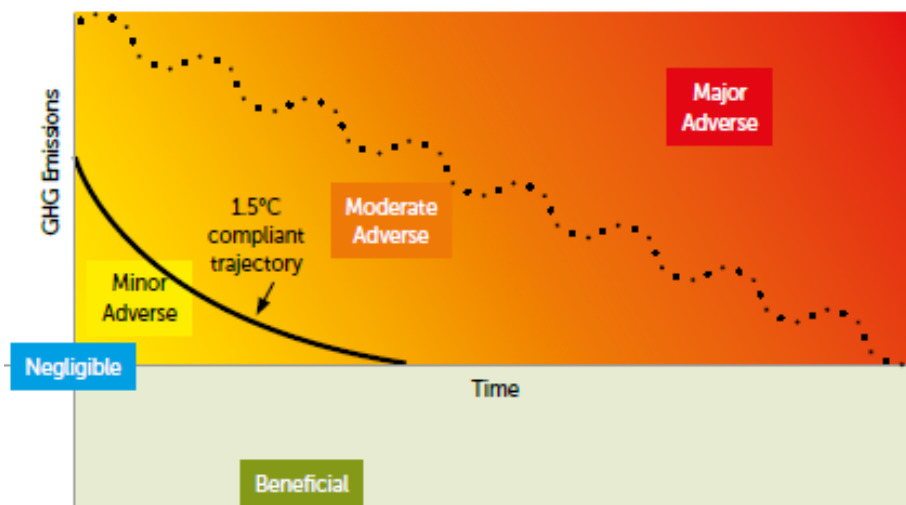 GHG Emissions
Major
Adverse
1.5°C
compliant
trajectory
Moderate
Adverse
Minor
Adverse
Negligible
Time
Beneficial